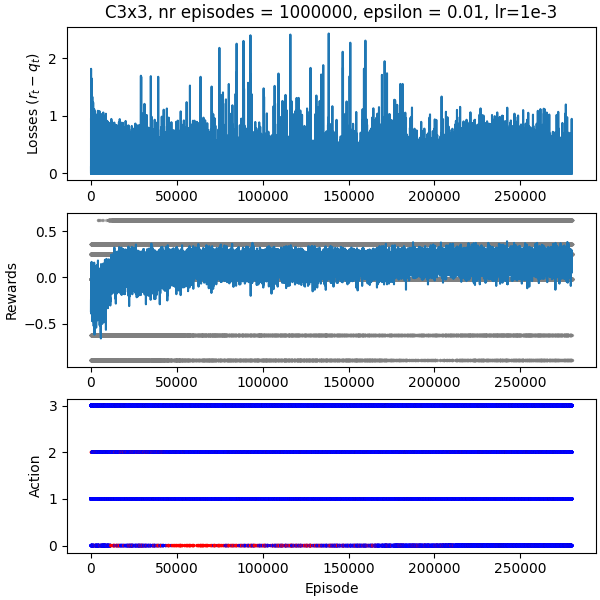 C3x3, nr episodes = 1000000, epsilon = 0.01, lr=1e-3
2
1
0
Losses (r_t − q_t)
0 50000 100000 150000 200000 250000
0.5
0.0
−0.5
Rewards
0 50000 100000 150000 200000 250000
3
2
1
0
Action
0 50000 100000 150000 200000 250000
Episode